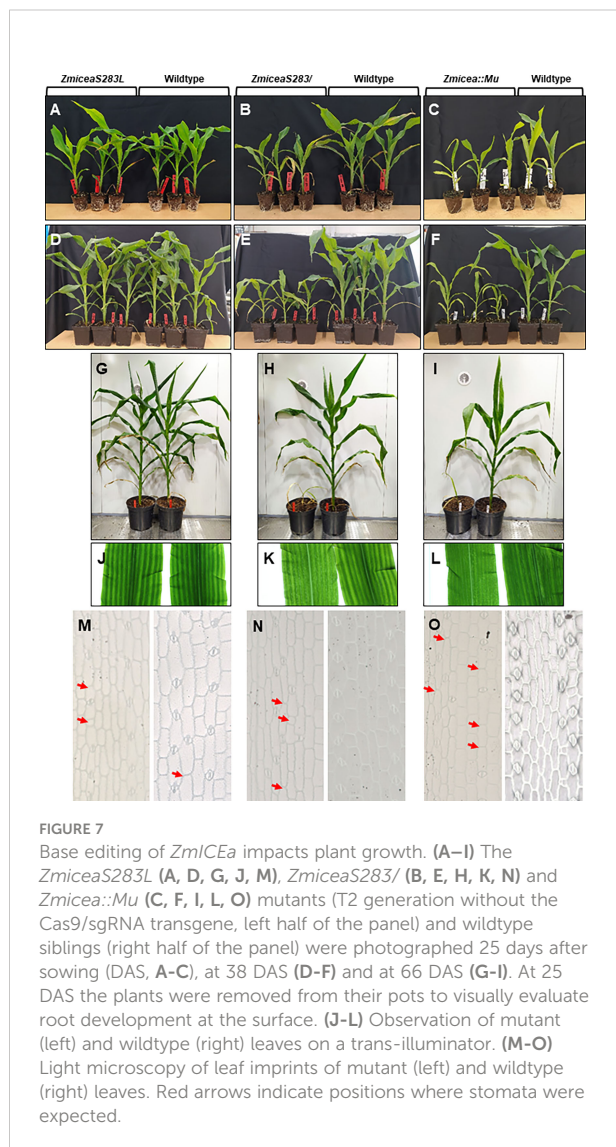 ZmiceaS283L Wildtype ZmiceaS283/ Wildtype Zmicea::Mu Wildtype
A B C
D E F
G H I
J K L
M N O
FIGURE 7
Base editing of ZmICEa impacts plant growth. (A–I) The
ZmiceaS283L (A, D, G, J, M), ZmiceaS283/ (B, E, H, K, N) and
Zmicea::Mu (C, F, I, L, O) mutants (T2 generation without the
Cas9/sgRNA transgene, left half of the panel) and wildtype
siblings (right half of the panel) were photographed 25 days after
sowing (DAS, A-C), at 38 DAS (D-F) and at 66 DAS (G-I). At 25
DAS the plants were removed from their pots to visually evaluate
root development at the surface. (J-L) Observation of mutant
(left) and wildtype (right) leaves on a trans-illuminator. (M-O)
Light microscopy of leaf imprints of mutant (left) and wildtype
(right) leaves. Red arrows indicate positions where stomata were
expected.